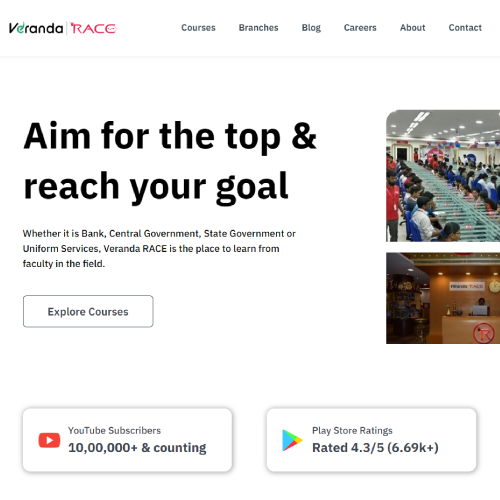 Veranda RACE
Courses
Branches
Blog
Careers
About
Contact
Aim for the top &
reach your goal
Whether it is Bank, Central Government, State Government or
Uniform Services, Veranda RACE is the place to learn from
faculty in the field.
Explore Courses
YouTube Subscribers
10,00,000+ & counting
Play Store Ratings
Rated 4.3/5 (6.69k+)